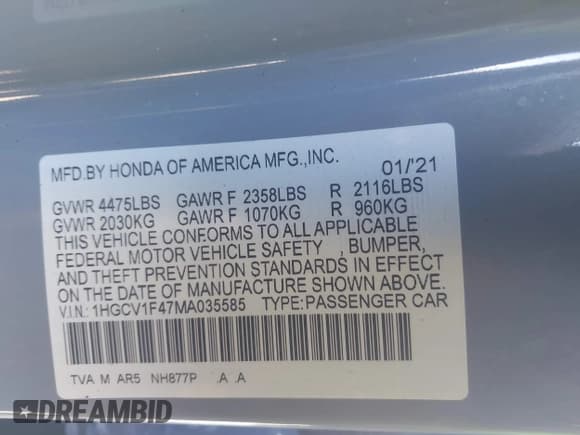 MFD.BY HONDA OF AMERICA MFG.,INC. 01/'21
GVWR 4475LBS GAWR F 2358LBS R 2116LBS
GVWR 2030KG GAWR F 1070KG R 960KG
THIS VEHICLE CONFORMS TO ALL APPLICABLE
FEDERAL MOTOR VEHICLE SAFETY , BUMPER,
AND THEFT PREVENTION STANDARDS IN EFFECT
ON THE DATE OF MANUFACTURE SHOWN ABOVE.
V.I.N.: 1HGCV1F47MA035585 TYPE:PASSENGER CAR
TVA M AR5 NH877P .A .A
DREAMBID